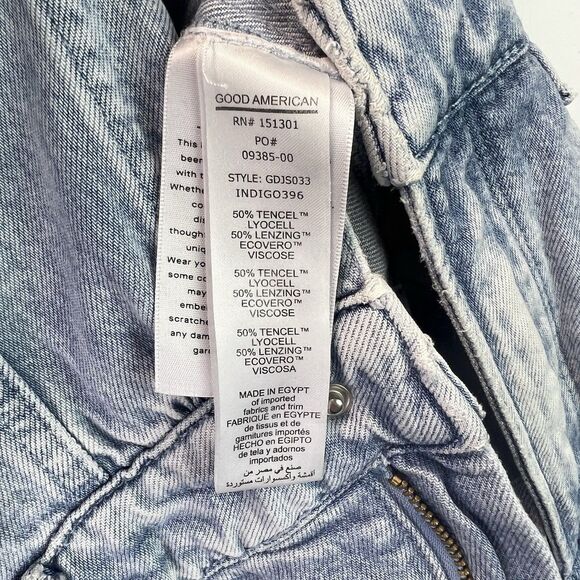 GOOD AMERICAN
RN# 151301
PO#
09385-00
STYLE: GDJS033
INDIGO396
50% TENCEL™
LYOCELL
50% LENZING™
ECOVERO™
VISCOSE
50% TENCEL™
LYOCELL
50% LENZING™
ECOVERO™
VISCOSE
50% TENCEL™
LYOCELL
50% LENZING™
ECOVERO™
VISCOSA
MADE IN EGYPT
of imported
fabrics and trim
FABRIQUÉ en EGYPTE
de tissus et de
garnitures importés
HECHO en EGIPTO
de tela y adornos
importados
صنع في مصر من
أقمشة وأكسسوارات مستوردة
This
been
with
Whethe
co
dis
though
uniq
Wear yo
some co
may
embel
scratche
any dam
gar